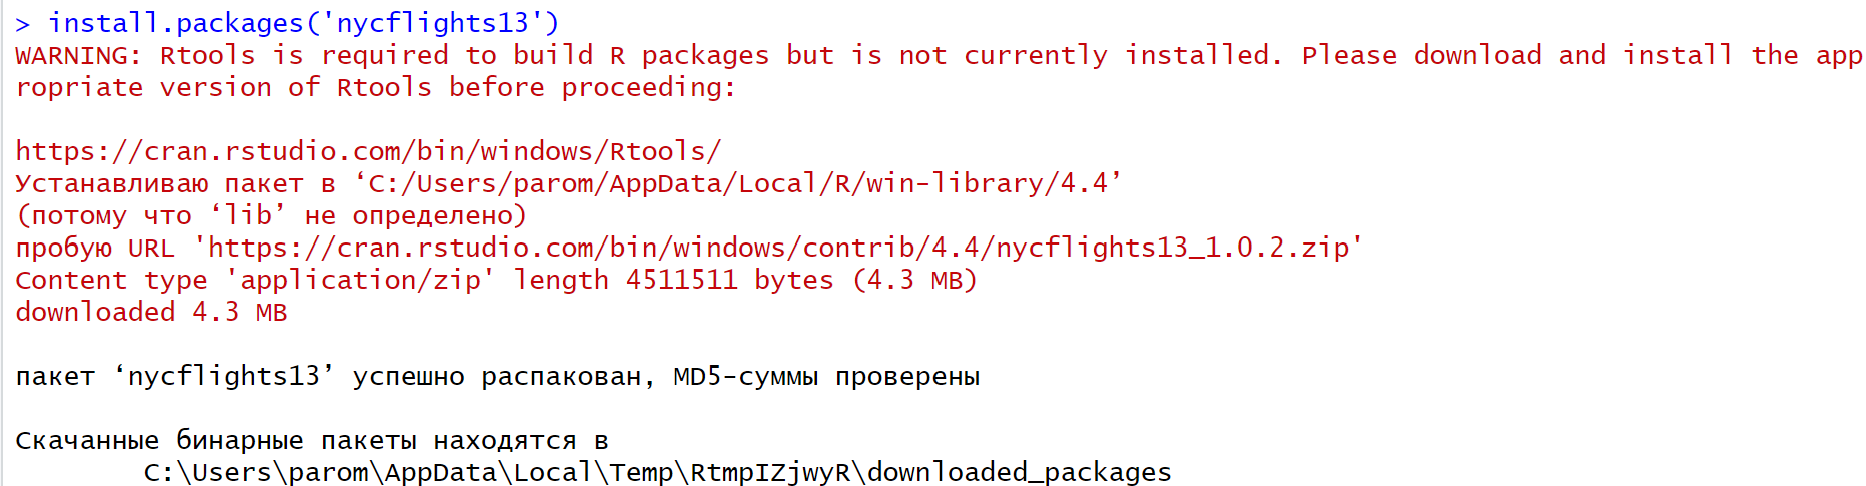 > install.packages('nycflights13')
WARNING: Rtools is required to build R packages but is not currently installed. Please download and install the app
ropriate version of Rtools before proceeding:
https://cran.rstudio.com/bin/windows/Rtools/
Устанавливаю пакет в ‘C:/Users/parom/AppData/Local/R/win-library/4.4’
(потому что ‘lib’ не определено)
пробую URL 'https://cran.rstudio.com/bin/windows/contrib/4.4/nycflights13_1.0.2.zip'
Content type 'application/zip' length 4511511 bytes (4.3 MB)
downloaded 4.3 MB
пакет ‘nycflights13’ успешно распакован, MD5-суммы проверены
Скачанные бинарные пакеты находятся в
C:\Users\parom\AppData\Local\Temp\RtmpIZjwyR\downloaded_packages